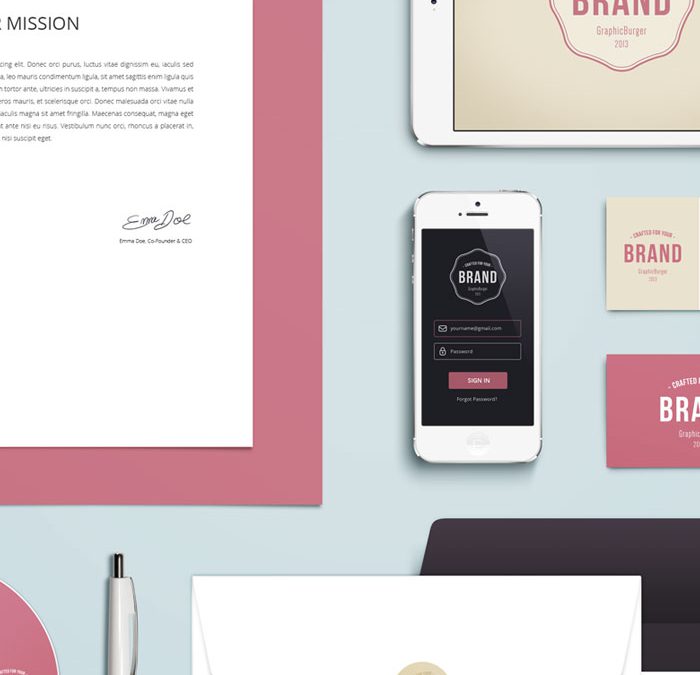 R MISSION
cing elit. Donec orci purus, luctus vitae dignissim eu, iaculis sed
a, leo mauris condimentum ligula, sit amet sagittis enim ligula quis
m tortor ante, ultricies in suscipit a, tempus non massa. Vivamus et
eros mauris, et scelerisque orci. Donec malesuada orci vitae nulla
iaculis magna sit amet fringilla. Maecenas consequat, magna eget
t ante nisi eu risus. Vestibulum nunc orci, rhoncus a placerat in,
nisi suscipit eget.
Emma Doe
Emma Doe, Co-Founder & CEO
BRAND
GraphicBurger
2013
- CRAFTED FOR YOUR -
BRAND
GraphicBurger
2013
yourname@gmail.com
Password
SIGN IN
Forgot Password?
- CRAFTED FOR YOUR -
BRAND
GraphicBurger
2013
- CRAFTED F
BRA
Graphic
20
CRAFTED FOR YOUR